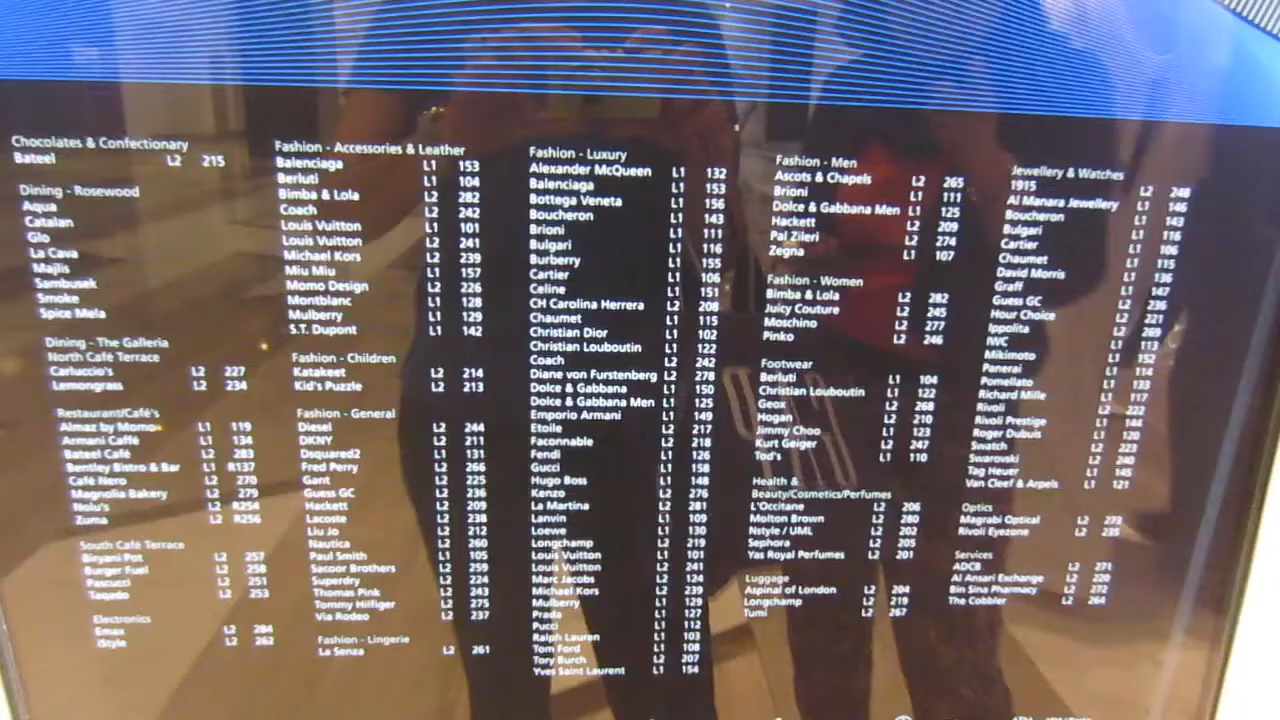 Chocolates & Confectionary
Bateel L2 215
Dining - Rosewood
Aqua
Catalan
Glo
La Cava
Majlis
Sambusek
Smoke
Spice Mela
Dining - The Galleria
North Café Terrace
Carluccio's L2 227
Lemongrass L2 234
Restaurant/Café's
Almaz by Momo L1 119
Armani Caffé L1 134
Bateel Café L2 283
Bentley Bistro & Bar L1 R137
Café Nero L2 270
Magnolia Bakery L2 279
Nolu's L2 R254
Zuma L2 R256
South Café Terrace
Biryani Pot L2 257
Burger Fuel L2 258
Pascucci L2 251
Taqado L2 253
Electronics
Emax L2 284
iStyle L2 262
Fashion - Accessories & Leather
Balenciaga L1 153
Berluti L1 104
Bimba & Lola L2 282
Coach L2 242
Louis Vuitton L1 101
Louis Vuitton L2 241
Michael Kors L2 239
Miu Miu L1 157
Momo Design L2 226
Montblanc L1 128
Mulberry L1 129
S.T. Dupont L1 142
Fashion - Children
Katakeet L2 214
Kid's Puzzle L2 213
Fashion - General
Diesel L2 244
DKNY L2 211
Dsquared2 L1 131
Fred Perry L2 266
Gant L2 225
Guess GC L2 236
Hackett L2 209
Lacoste L2 238
Liu Jo L2 212
Nautica L2 260
Paul Smith L1 105
Sacoor Brothers L2 259
Superdry L2 224
Thomas Pink L2 243
Tommy Hilfiger L2 275
Via Rodeo L2 237
Fashion - Lingerie
La Senza L2 261
Fashion - Luxury
Alexander McQueen L1 132
Balenciaga L1 153
Bottega Veneta L1 156
Boucheron L1 143
Brioni L1 111
Bulgari L1 116
Burberry L1 155
Cartier L1 106
Celine L1 151
CH Carolina Herrera L2 208
Chaumet L1 115
Christian Dior L1 102
Christian Louboutin L1 122
Coach L2 242
Diane von Furstenberg L2 278
Dolce & Gabbana L1 150
Dolce & Gabbana Men L1 125
Emporio Armani L1 149
Etoile L2 217
Faconnable L2 218
Fendi L1 126
Gucci L1 158
Hugo Boss L1 148
Kenzo L2 276
La Martina L2 281
Lanvin L1 109
Loewe L1 130
Longchamp L2 219
Louis Vuitton L1 101
Louis Vuitton L2 241
Marc Jacobs L2 124
Michael Kors L2 239
Mulberry L1 129
Prada L1 127
Pucci L1 112
Ralph Lauren L1 103
Tom Ford L1 108
Tory Burch L2 207
Yves Saint Laurent L1 154
Fashion - Men
Ascots & Chapels L2 265
Brioni L1 111
Dolce & Gabbana Men L1 125
Hackett L2 209
Pal Zileri L2 274
Zegna L1 107
Fashion - Women
Bimba & Lola L2 282
Juicy Couture L2 245
Moschino L2 277
Pinko L2 246
Footwear
Berluti L1 104
Christian Louboutin L1 122
Geox L2 268
Hogan L2 210
Jimmy Choo L1 123
Kurt Geiger L2 247
Tod's L1 110
Health &
Beauty/Cosmetics/Perfumes
L'Occitane L2 206
Molton Brown L2 280
Nstyle / UML L2 202
Sephora L2 205
Yas Royal Perfumes L2 201
Luggage
Aspinal of London L2 204
Longchamp L2 219
Tumi L2 267
Jewellery & Watches
1915 L2 248
Al Manara Jewellery L1 146
Boucheron L1 143
Bulgari L1 116
Cartier L1 106
Chaumet L1 115
David Morris L1 136
Graff L1 147
Guess GC L2 236
Hour Choice L2 221
Ippolita L2 269
IWC L1 113
Mikimoto L1 152
Panerai L1 114
Pomellato L1 133
Richard Mille L1 117
Rivoli L2 222
Rivoli Prestige L1 144
Roger Dubuis L1 120
Swatch L2 223
Swarovski L2 240
Tag Heuer L1 145
Van Cleef & Arpels L1 121
Optics
Magrabi Optical L2 273
Rivoli Eyezone L2 235
Services
ADCB L2 271
Al Ansari Exchange L2 220
Bin Sina Pharmacy L2 272
The Cobbler L2 264